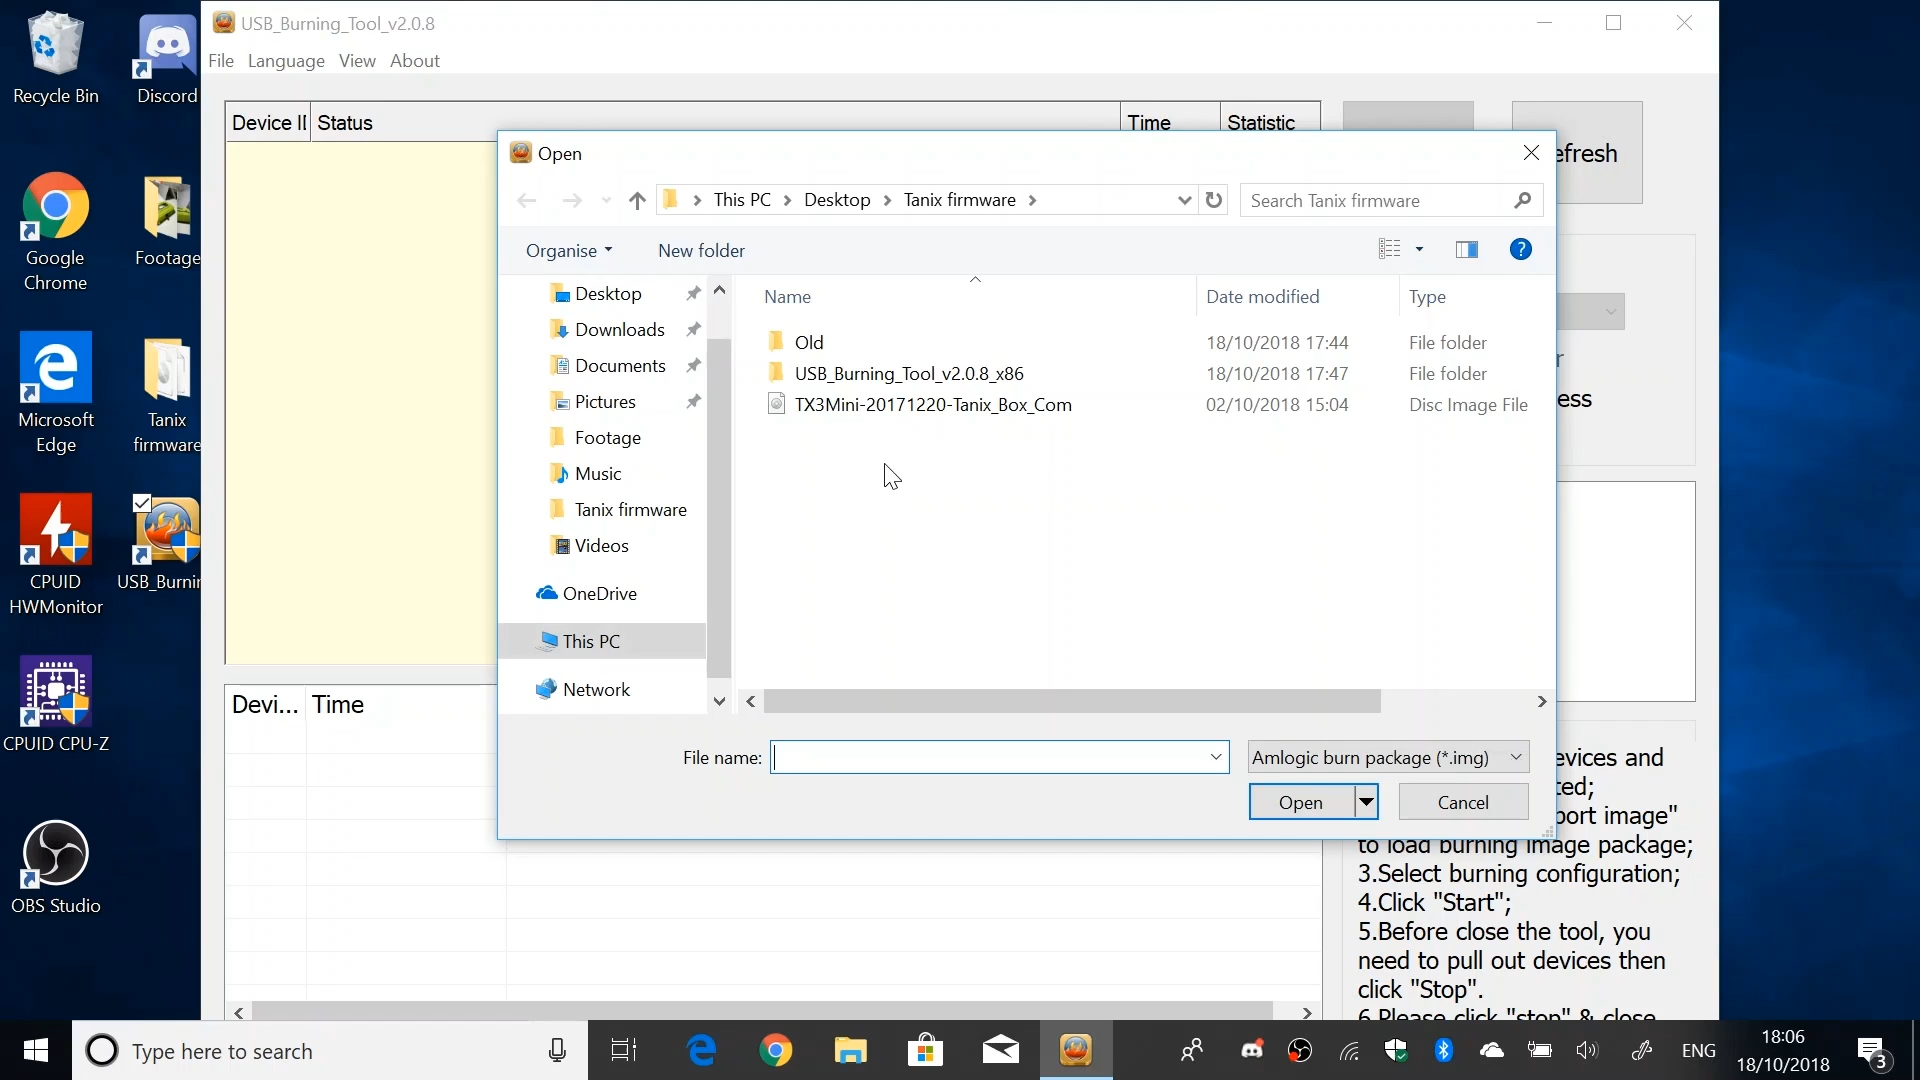 Recycle Bin
Discord
Google
Chrome
Footage
Microsoft
Edge
Tanix
firmware
CPUID
HWMonitor
USB_Burnin
CPUID CPU-Z
OBS Studio
USB_Burning_Tool_v2.0.8
File Language View About
Device II Status Time Statistic
efresh
r
ess
Open
This PC Desktop Tanix firmware
Search Tanix firmware
Organise New folder
Desktop
Downloads
Documents
Pictures
Footage
Music
Tanix firmware
Videos
OneDrive
This PC
Network
Name Date modified Type
Old 18/10/2018 17:44 File folder
USB_Burning_Tool_v2.0.8_x86 18/10/2018 17:47 File folder
TX3Mini-20171220-Tanix_Box_Com 02/10/2018 15:04 Disc Image File
File name:
Amlogic burn package (*.img)
Open Cancel
Devi... Time
evices and
ted;
port image"
to load burning image package;
3.Select burning configuration;
4.Click "Start";
5.Before close the tool, you
need to pull out devices then
click "Stop".
6.Please click "stop" & close
Type here to search
ENG
18:06
18/10/2018
3